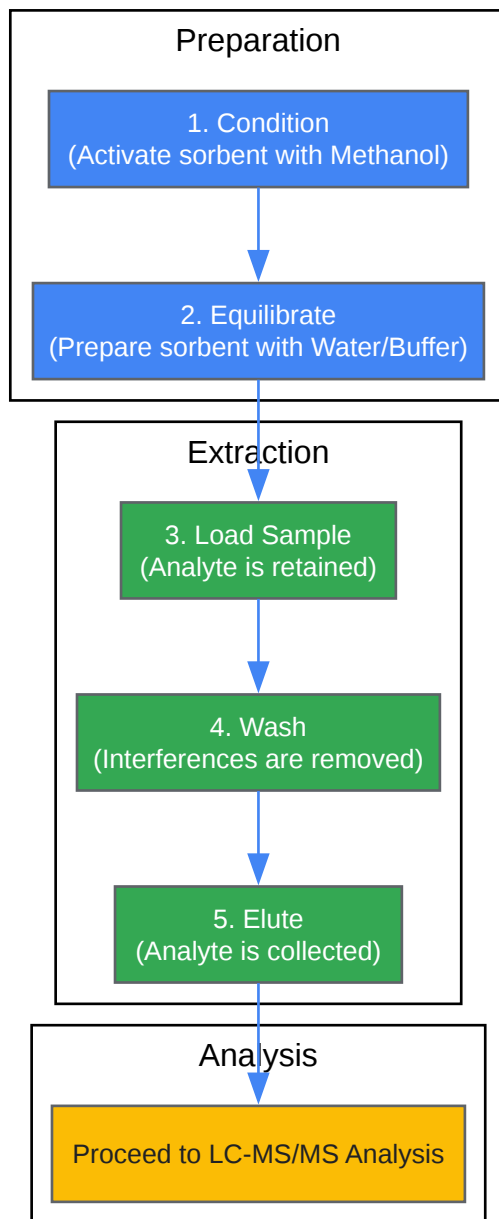 Preparation
1. Condition
(Activate sorbent with Methanol)
2. Equilibrate
(Prepare sorbent with Water/Buffer)
Extraction
3. Load Sample
(Analyte is retained)
4. Wash
(Interferences are removed)
5. Elute
(Analyte is collected)
Analysis
Proceed to LC-MS/MS Analysis